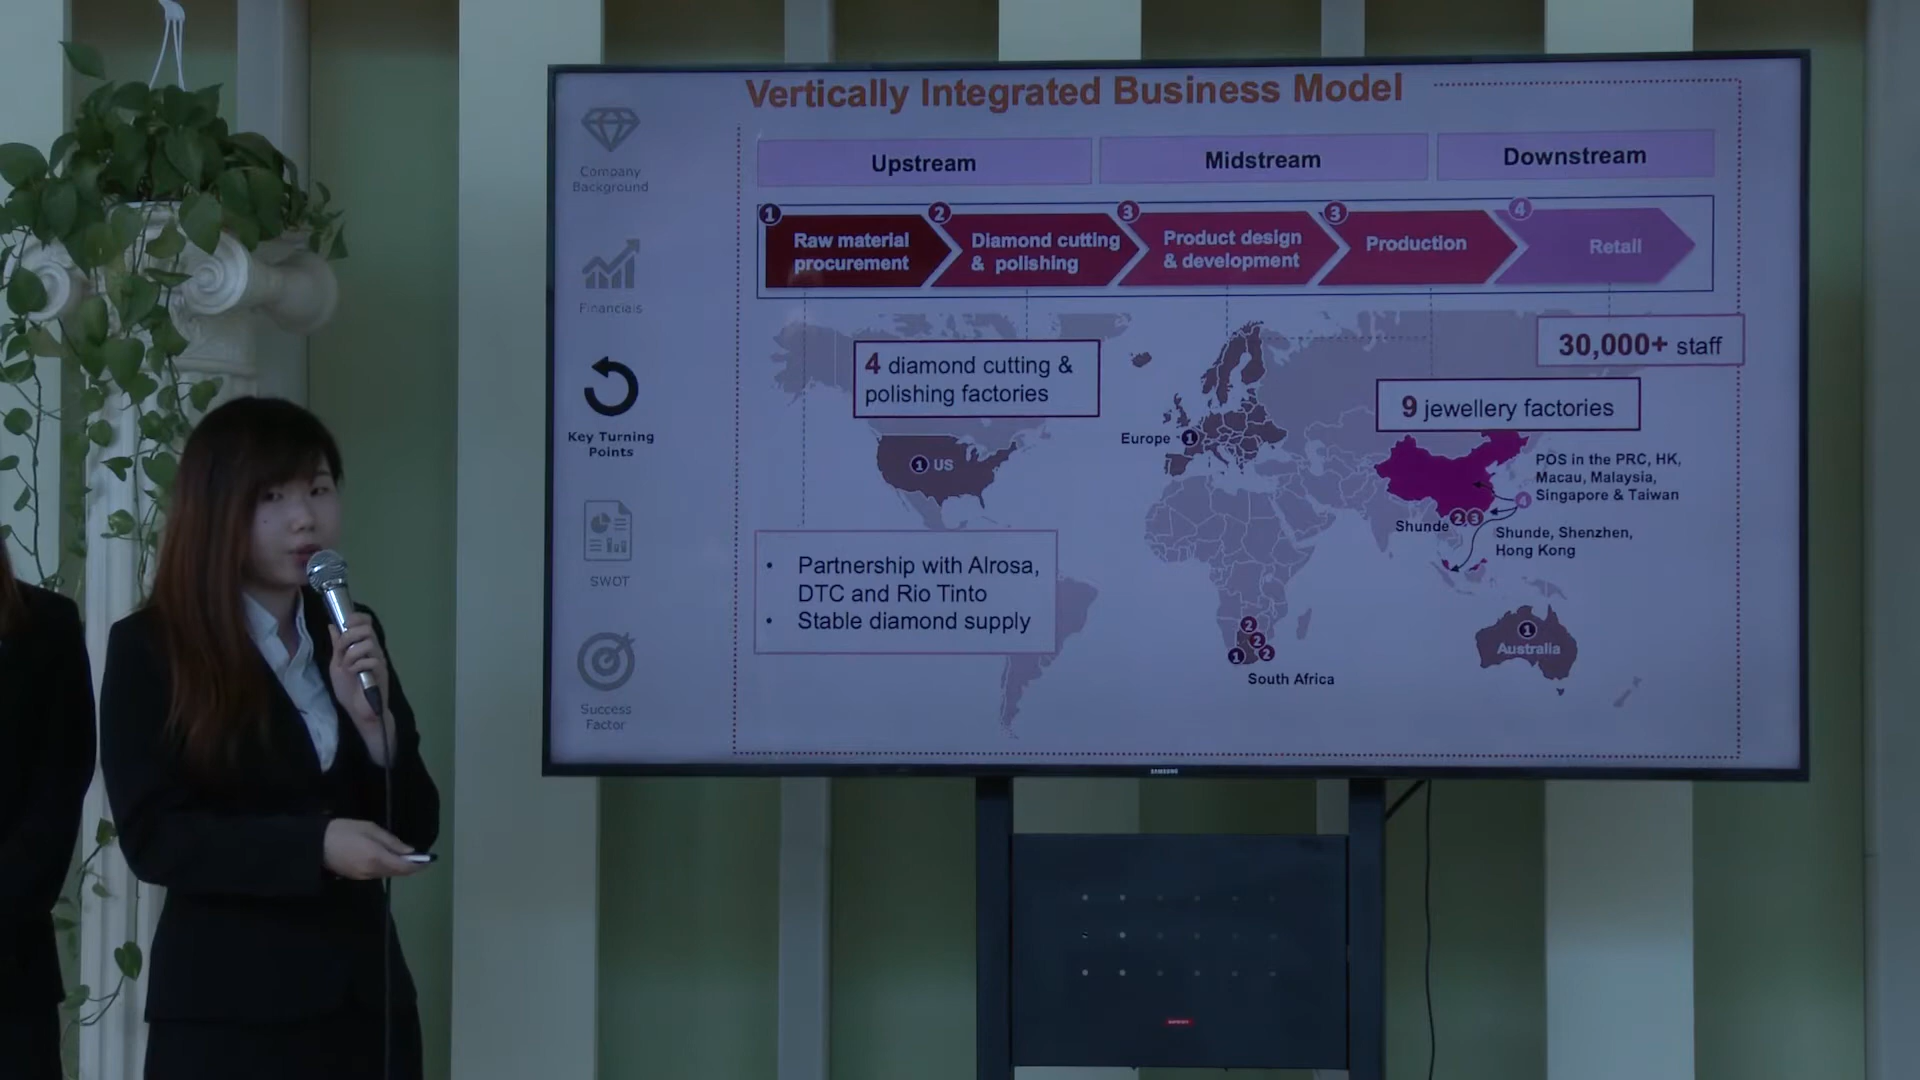 Vertically Integrated Business Model
Company
Background
Financials
Key Turning
Points
SWOT
Success
Factor
Upstream
Midstream
Downstream
1
2
3
3
4
Raw material
procurement
Diamond cutting
& polishing
Product design
& development
Production
Retail
30,000+ staff
4 diamond cutting &
polishing factories
9 jewellery factories
Europe 1
1 US
POS in the PRC, HK,
Macau, Malaysia,
Singapore & Taiwan
4
Shunde 2 3
Shunde, Shenzhen,
Hong Kong
• Partnership with Alrosa,
DTC and Rio Tinto
• Stable diamond supply
2
2
1 2
South Africa
1
Australia
SAMSUNG